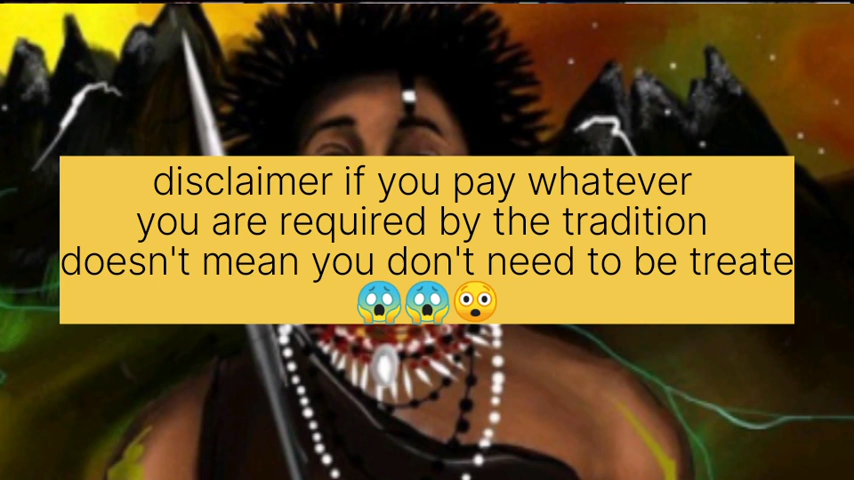 disclaimer if you pay whatever
you are required by the tradition
doesn't mean you don't need to be treate
😱😱😳